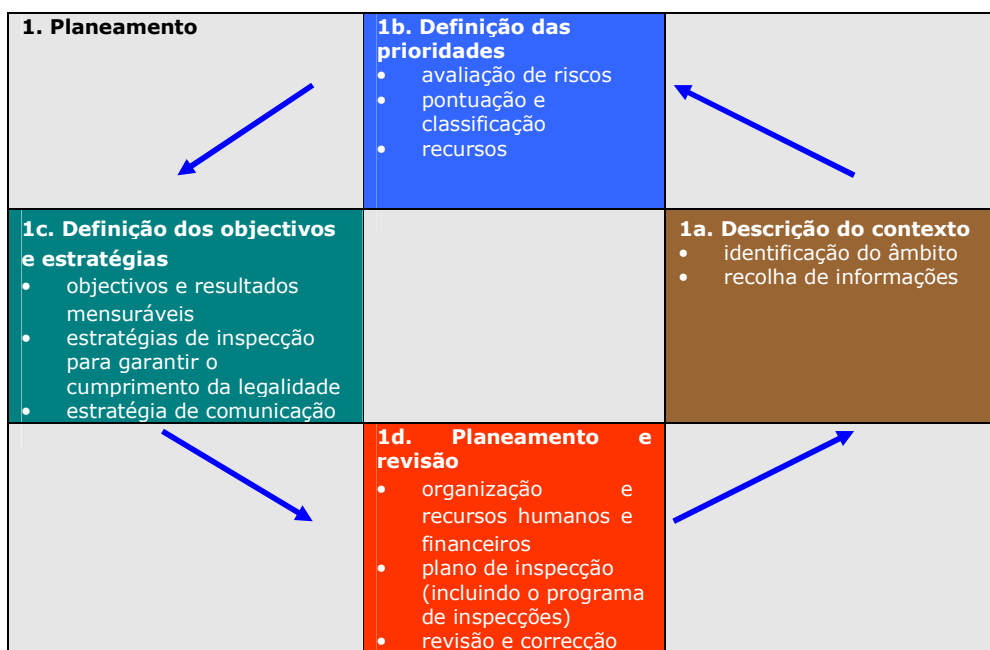 1. Planeamento
1b. Definição das
prioridades
• avaliação de riscos
• pontuação e
classificação
• recursos
1c. Definição dos objectivos
e estratégias
• objectivos e resultados
mensuráveis
• estratégias de inspecção
para garantir o
cumprimento da legalidade
• estratégia de comunicação
1a. Descrição do contexto
• identificação do âmbito
• recolha de informações
1d. Planeamento e
revisão
• organização e
recursos humanos e
financeiros
• plano de inspecção
(incluindo o programa
de inspecções)
• revisão e correcção